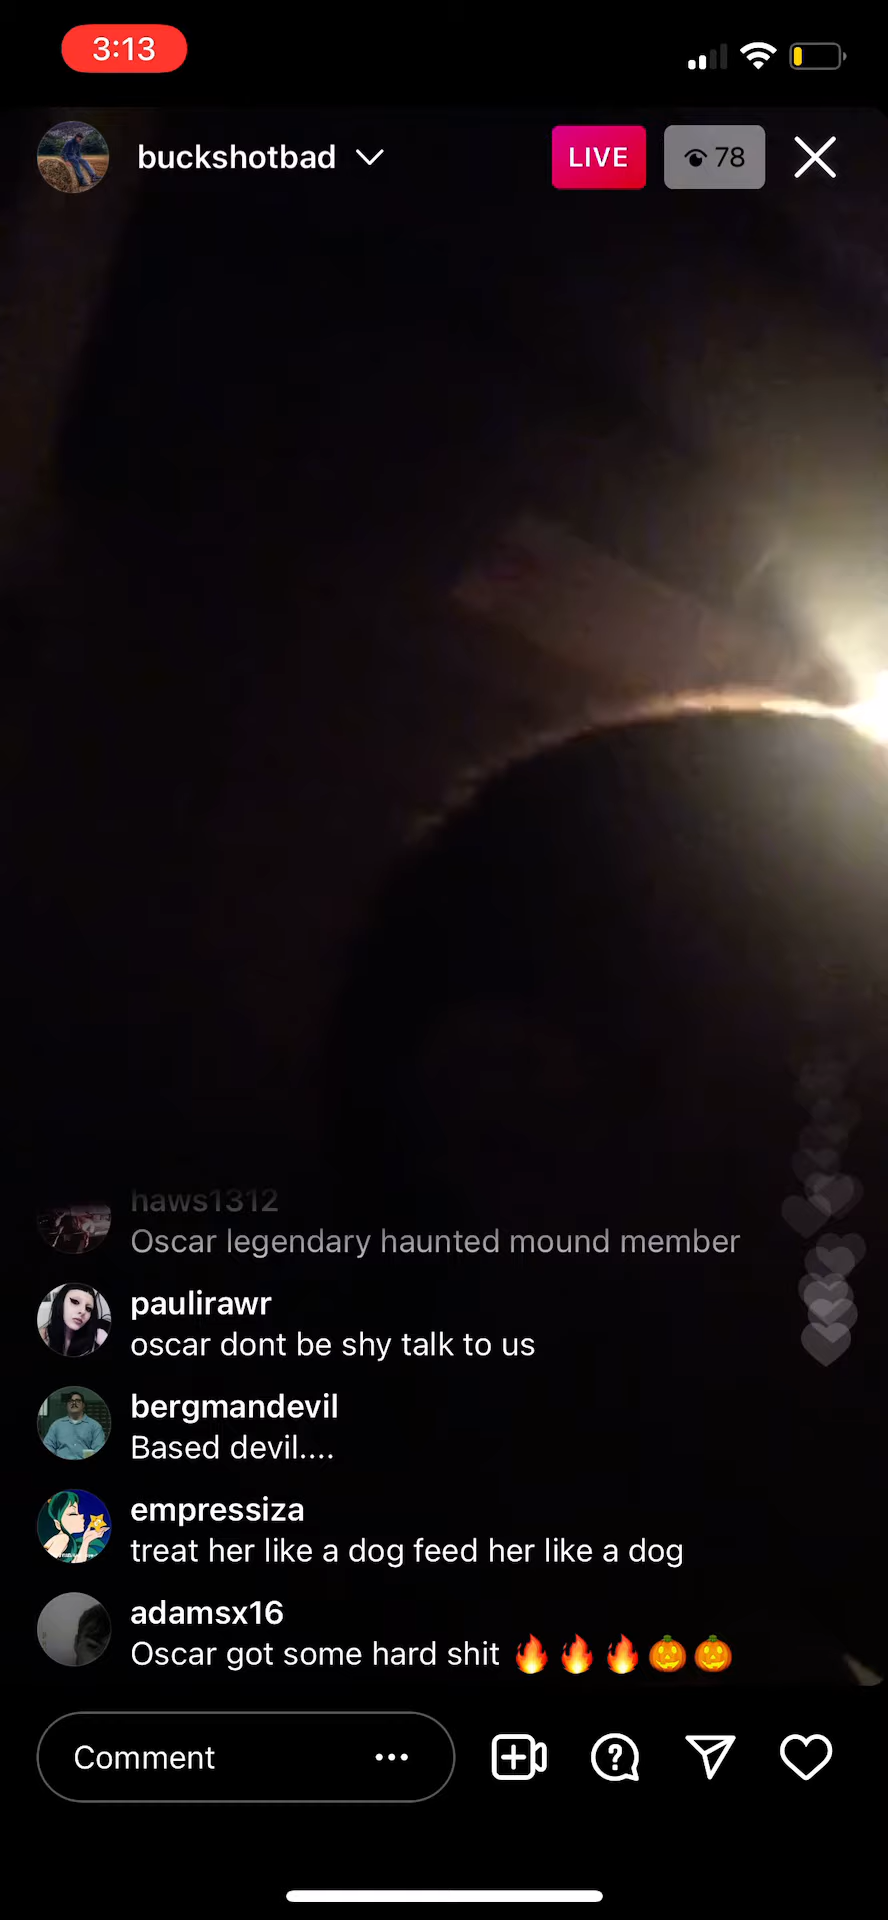 3:13
buckshotbad
LIVE
78
haws1312
Oscar legendary haunted mound member
paulirawr
oscar dont be shy talk to us
bergmandevil
Based devil....
empressiza
treat her like a dog feed her like a dog
adamsx16
Oscar got some hard shit 🔥🔥🔥🎃🎃
Comment